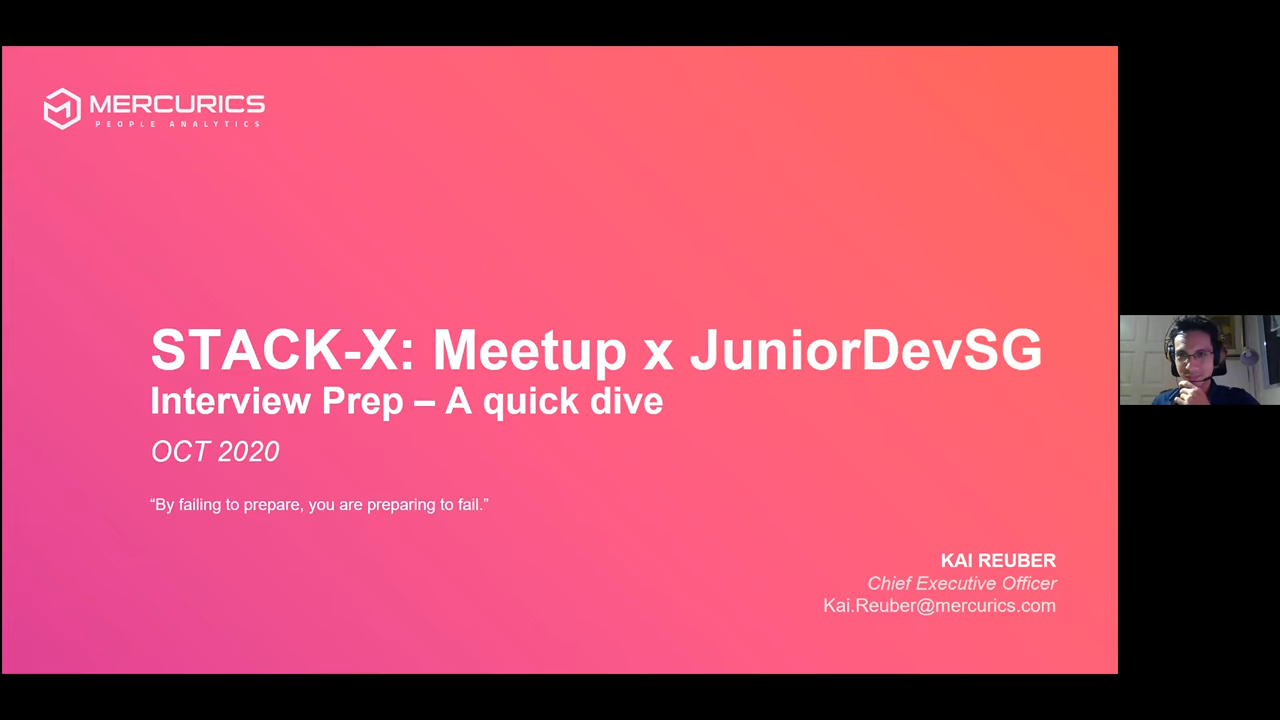 MERCURICS
PEOPLE ANALYTICS
STACK-X: Meetup x JuniorDevSG
Interview Prep – A quick dive
OCT 2020
“By failing to prepare, you are preparing to fail.”
KAI REUBER
Chief Executive Officer
Kai.Reuber@mercurics.com